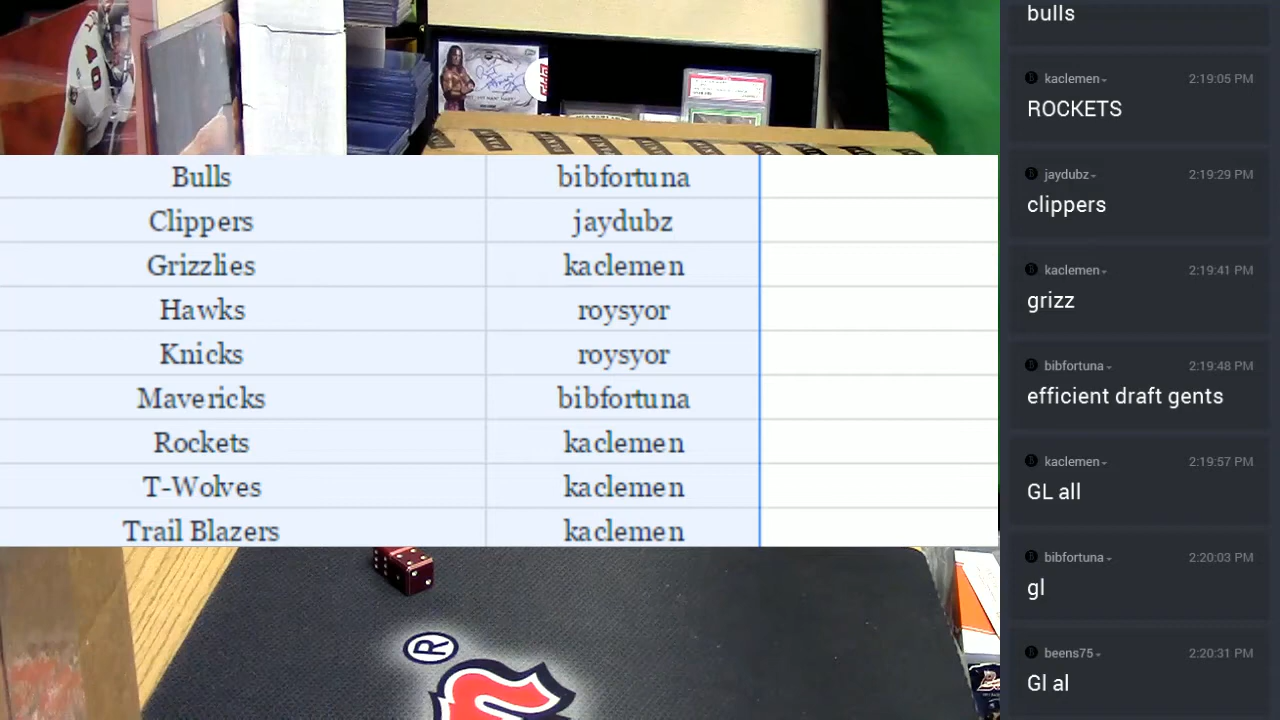 Bulls bibfortuna
Clippers jaydubz
Grizzlies kaclemen
Hawks roysyor
Knicks roysyor
Mavericks bibfortuna
Rockets kaclemen
T-Wolves kaclemen
Trail Blazers kaclemen
®
bulls
kaclemen 2:19:05 PM
ROCKETS
jaydubz 2:19:29 PM
clippers
kaclemen 2:19:41 PM
grizz
bibfortuna 2:19:48 PM
efficient draft gents
kaclemen 2:19:57 PM
GL all
bibfortuna 2:20:03 PM
gl
beens75 2:20:31 PM
Gl al